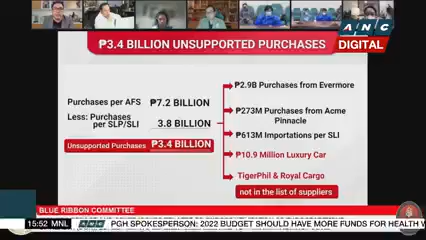 ₱3.4 BILLION UNSUPPORTED PURCHASES
ANC
DIGITAL
Purchases per AFS ₱7.2 BILLION
Less: Purchases per SLP/SLI 3.8 BILLION
Unsupported Purchases ₱3.4 BILLION
₱2.9B Purchases from Evermore
₱273M Purchases from Acme Pinnacle
₱613M Importations per SLI
₱10.9 Million Luxury Car
TigerPhil & Royal Cargo
not in the list of suppliers
BLUE RIBBON COMMITTEE
15:52 MNL
ANC
PGH SPOKESPERSON: 2022 BUDGET SHOULD HAVE MORE FUNDS FOR HEALTH